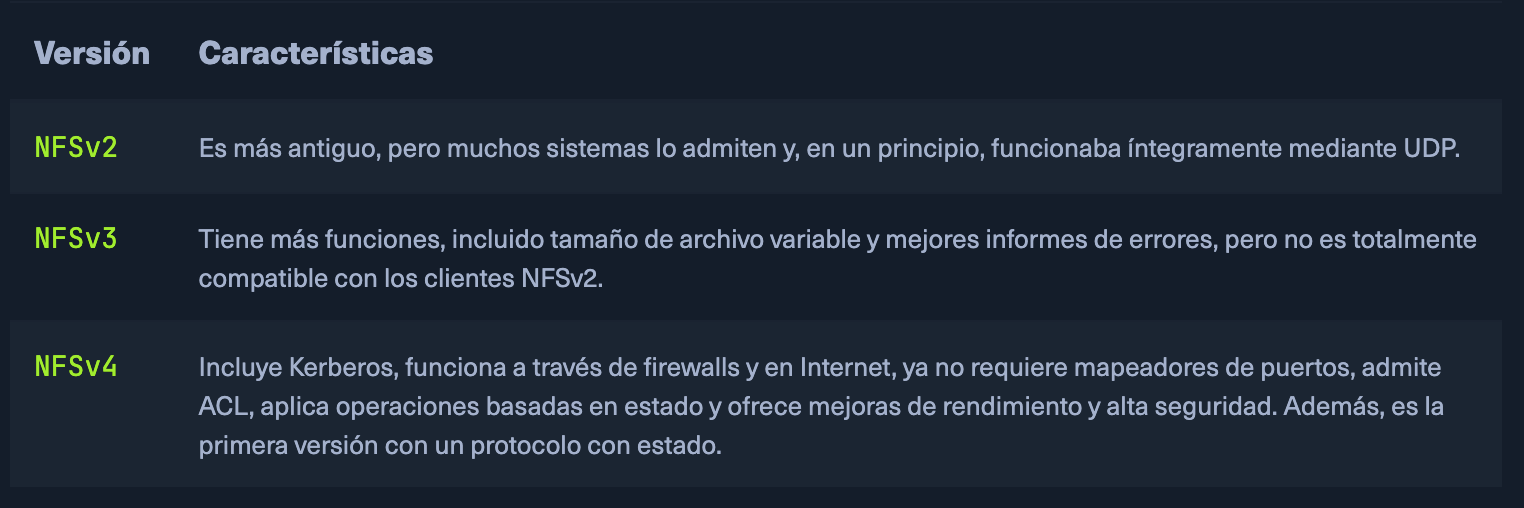 Versión Características
NFSv2 Es más antiguo, pero muchos sistemas lo admiten y, en un principio, funcionaba íntegramente mediante UDP.
NFSv3 Tiene más funciones, incluido tamaño de archivo variable y mejores informes de errores, pero no es totalmente
compatible con los clientes NFSv2.
NFSv4 Incluye Kerberos, funciona a través de firewalls y en Internet, ya no requiere mapeadores de puertos, admite
ACL, aplica operaciones basadas en estado y ofrece mejoras de rendimiento y alta seguridad. Además, es la
primera versión con un protocolo con estado.